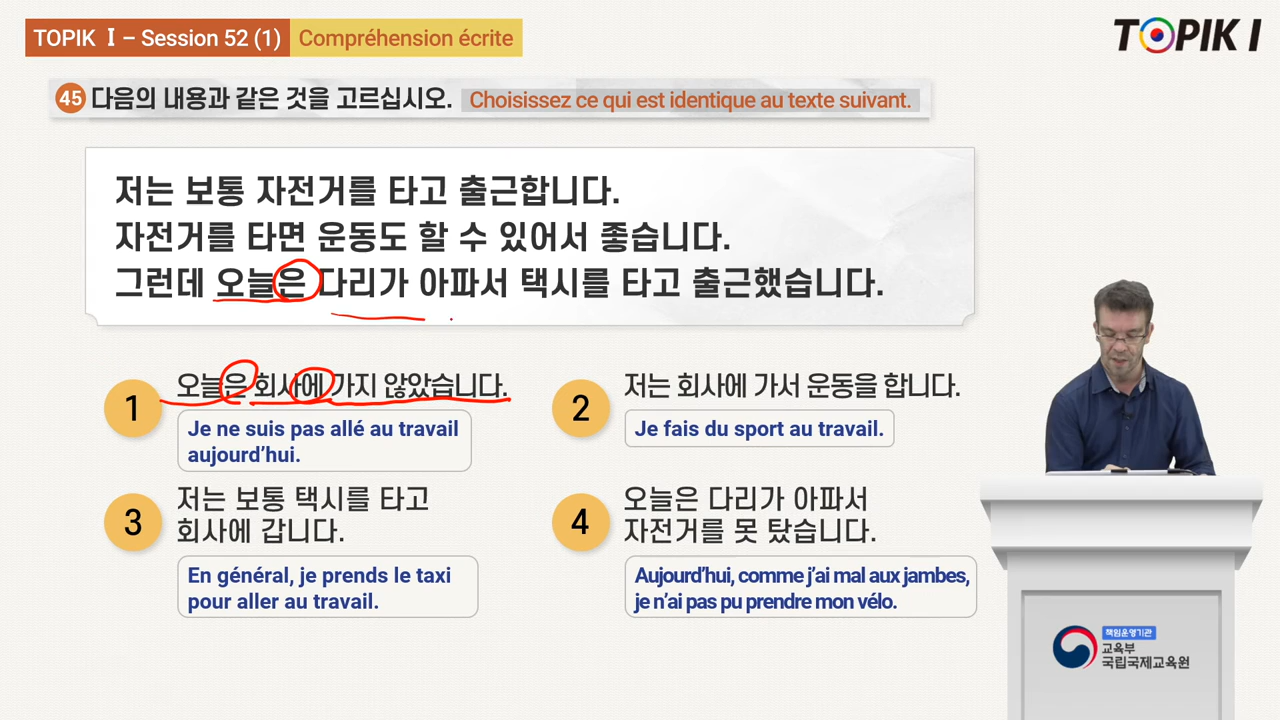 TOPIK I – Session 52 (1) Compréhension écrite
TOPIK I
45 다음의 내용과 같은 것을 고르십시오. Choisissez ce qui est identique au texte suivant.
저는 보통 자전거를 타고 출근합니다.
자전거를 타면 운동도 할 수 있어서 좋습니다.
그런데 오늘은 다리가 아파서 택시를 타고 출근했습니다.
1 오늘은 회사에 가지 않았습니다.
Je ne suis pas allé au travail
aujourd’hui.
2 저는 회사에 가서 운동을 합니다.
Je fais du sport au travail.
3 저는 보통 택시를 타고
회사에 갑니다.
En général, je prends le taxi
pour aller au travail.
4 오늘은 다리가 아파서
자전거를 못 탔습니다.
Aujourd’hui, comme j’ai mal aux jambes,
je n’ai pas pu prendre mon vélo.
책임운영기관
교육부
국립국제교육원